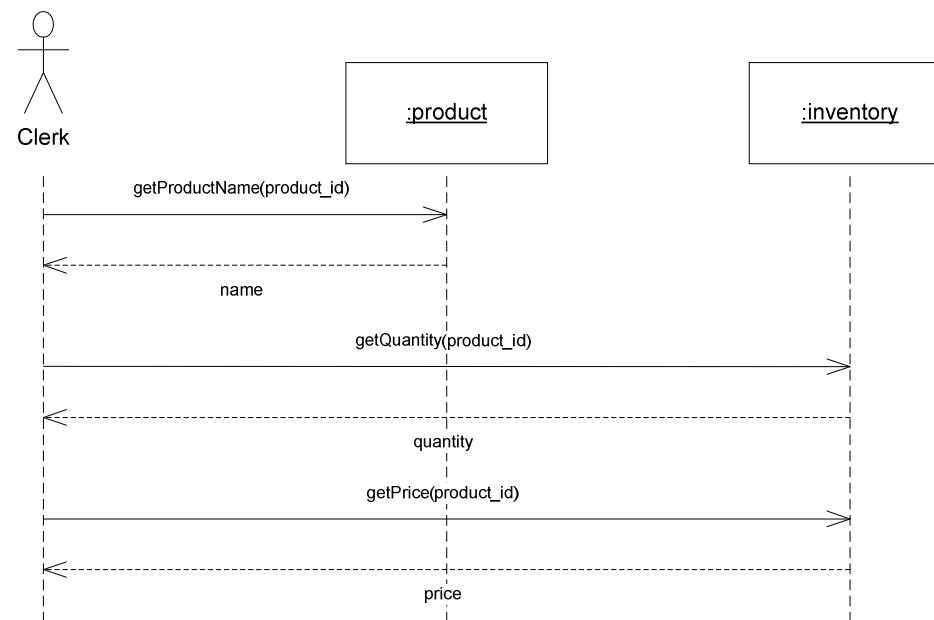 Clerk
:product
:inventory
getProductName(product_id)
name
getQuantity(product_id)
quantity
getPrice(product_id)
price